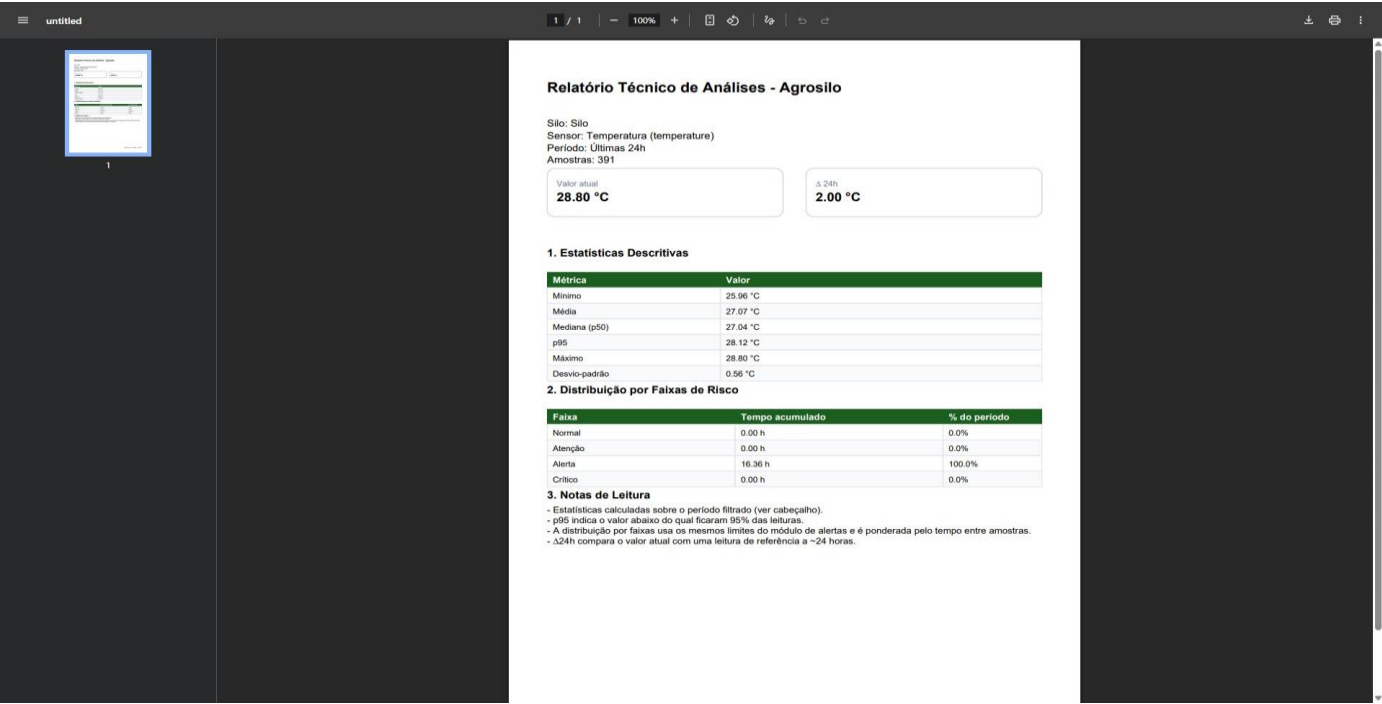 untitled
1 / 1
100%
1
Relatório Técnico de Análises - Agrosilo
Silo: Silo
Sensor: Temperatura (temperature)
Período: Últimas 24h
Amostras: 391
Valor atual
28.80 °C
Δ 24h
2.00 °C
1. Estatísticas Descritivas
Métrica Valor
Mínimo 25.96 °C
Média 27.07 °C
Mediana (p50) 27.04 °C
p95 28.12 °C
Máximo 28.80 °C
Desvio-padrão 0.56 °C
2. Distribuição por Faixas de Risco
Faixa Tempo acumulado % do período
Normal 0.00 h 0.0%
Atenção 0.00 h 0.0%
Alerta 16.36 h 100.0%
Crítico 0.00 h 0.0%
3. Notas de Leitura
- Estatísticas calculadas sobre o período filtrado (ver cabeçalho).
- p95 indica o valor abaixo do qual ficaram 95% das leituras.
- A distribuição por faixas usa os mesmos limites do módulo de alertas e é ponderada pelo tempo entre amostras.
- Δ24h compara o valor atual com uma leitura de referência a ~24 horas.